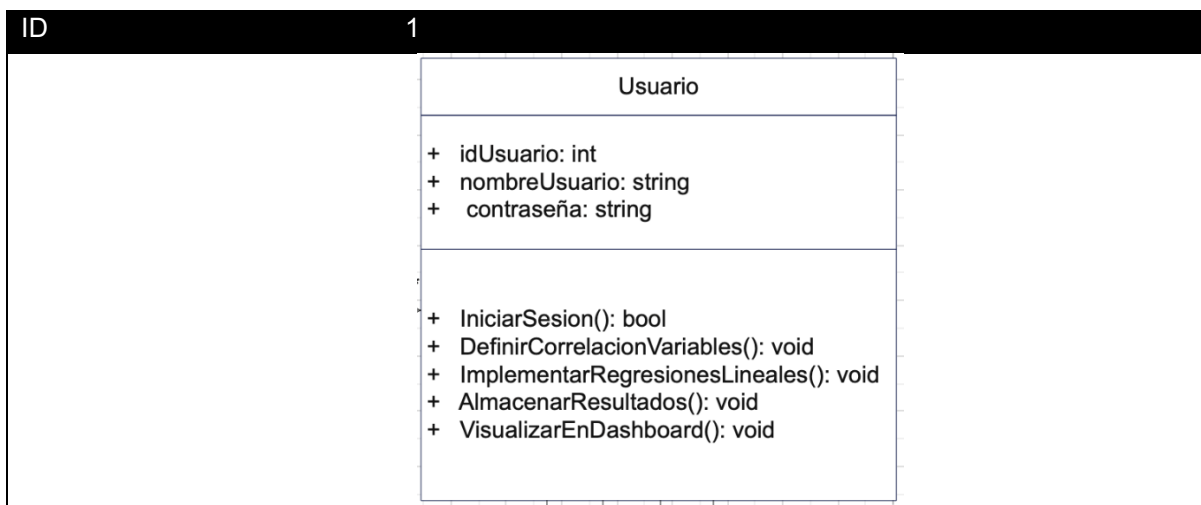 ID 1
Usuario
+ idUsuario: int
+ nombreUsuario: string
+ contraseña: string
+ IniciarSesion(): bool
+ DefinirCorrelacionVariables(): void
+ ImplementarRegresionesLineales(): void
+ AlmacenarResultados(): void
+ VisualizarEnDashboard(): void